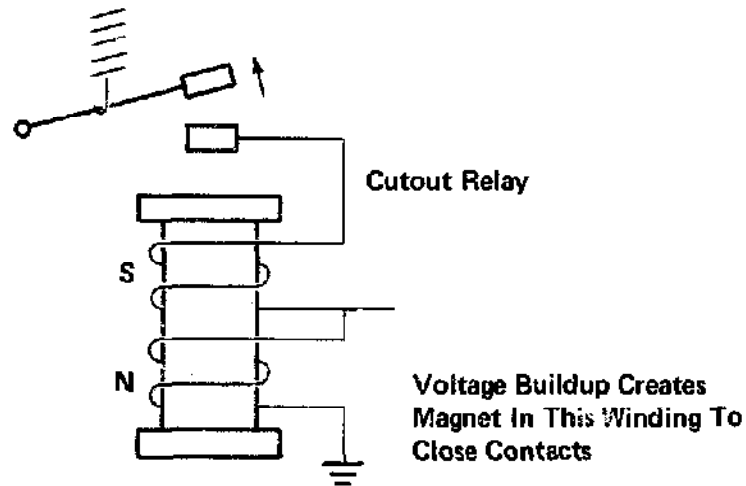 Cutout Relay
S
N
Voltage Buildup Creates
Magnet In This Winding To
Close Contacts